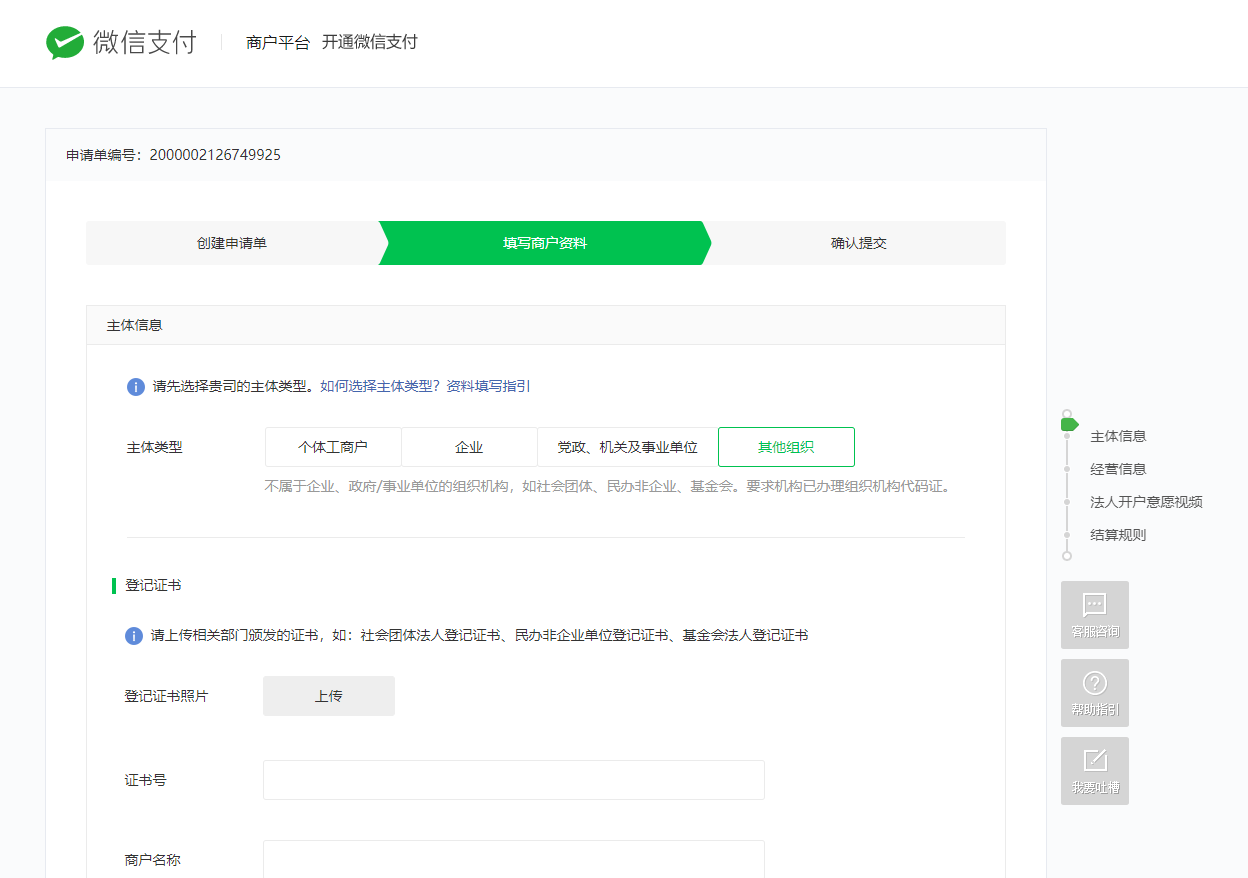 微信支付 商户平台 开通微信支付
申请单编号：2000002126749925
创建申请单 填写商户资料 确认提交
主体信息
请先选择贵司的主体类型。如何选择主体类型？资料填写指引
主体类型 个体工商户 企业 党政、机关及事业单位 其他组织
不属于企业、政府/事业单位的组织机构，如社会团体、民办非企业、基金会。要求机构已办理组织机构代码证。
登记证书
请上传相关部门颁发的证书，如：社会团体法人登记证书、民办非企业单位登记证书、基金会法人登记证书
登记证书照片 上传
证书号
商户名称
主体信息
经营信息
法人开户意愿视频
结算规则
客服咨询
帮助指引
我要吐槽